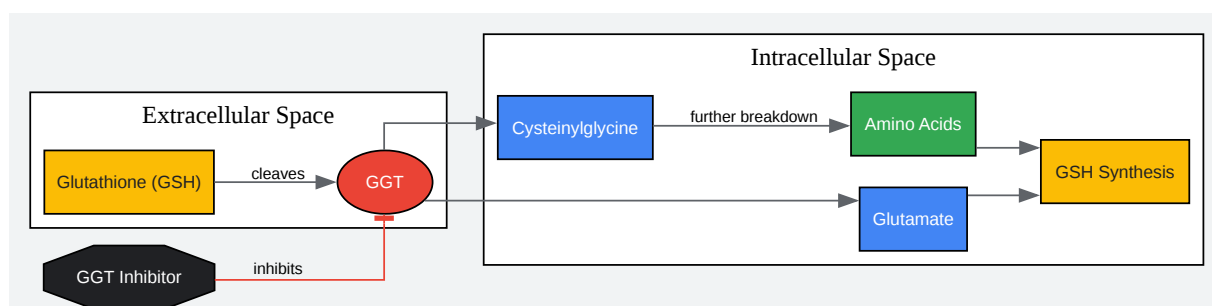 Intracellular Space
Extracellular Space
Cysteinylglycine
further breakdown
Amino Acids
Glutathione (GSH)
cleaves
GGT
GSH Synthesis
Glutamate
GGT Inhibitor
inhibits